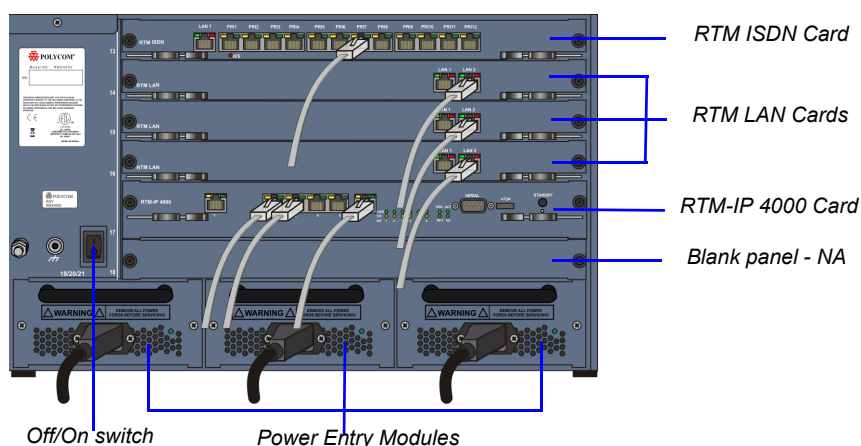 LAN 1 PRI1 PRI2 PRI3 PRI4 PRI5 PRI6 PRI7 PRI8 PRI9 PRI10 PRI11 PRI12
RTM ISDN
13
RTM ISDN Card
POLYCOM
LAN 1 LAN 2
RTM LAN
14
RTM LAN Cards
LAN 1 LAN 2
RTM LAN
15
LAN 1 LAN 2
RTM LAN
16
POLYCOM
RTM-IP 4000
SERIAL
STANDBY
RTM-IP 4000 Card
17
Blank panel - NA
19/20/21
18
WARNING REMOVE ALL POWER CORDS BEFORE SERVICING!
WARNING REMOVE ALL POWER CORDS BEFORE SERVICING!
WARNING REMOVE ALL POWER CORDS BEFORE SERVICING!
Off/On switch
Power Entry Modules